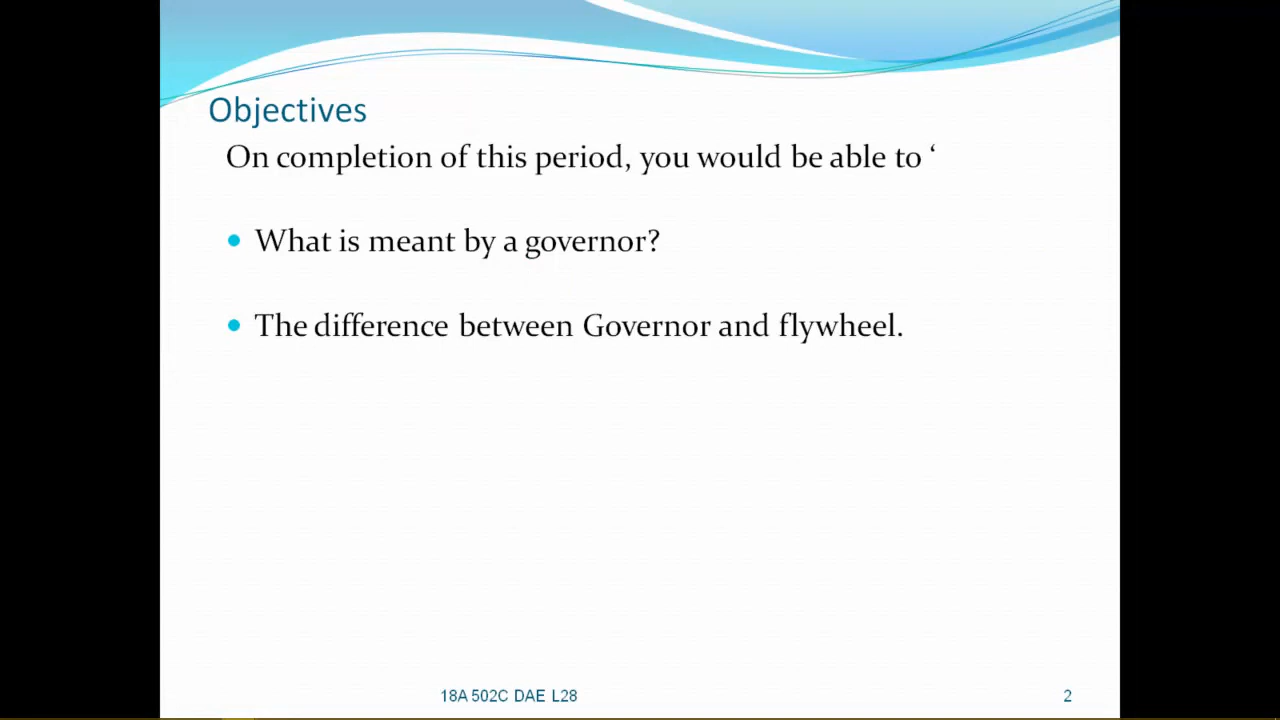 Objectives
On completion of this period, you would be able to ‘
• What is meant by a governor?
• The difference between Governor and flywheel.
18A 502C DAE L28
2